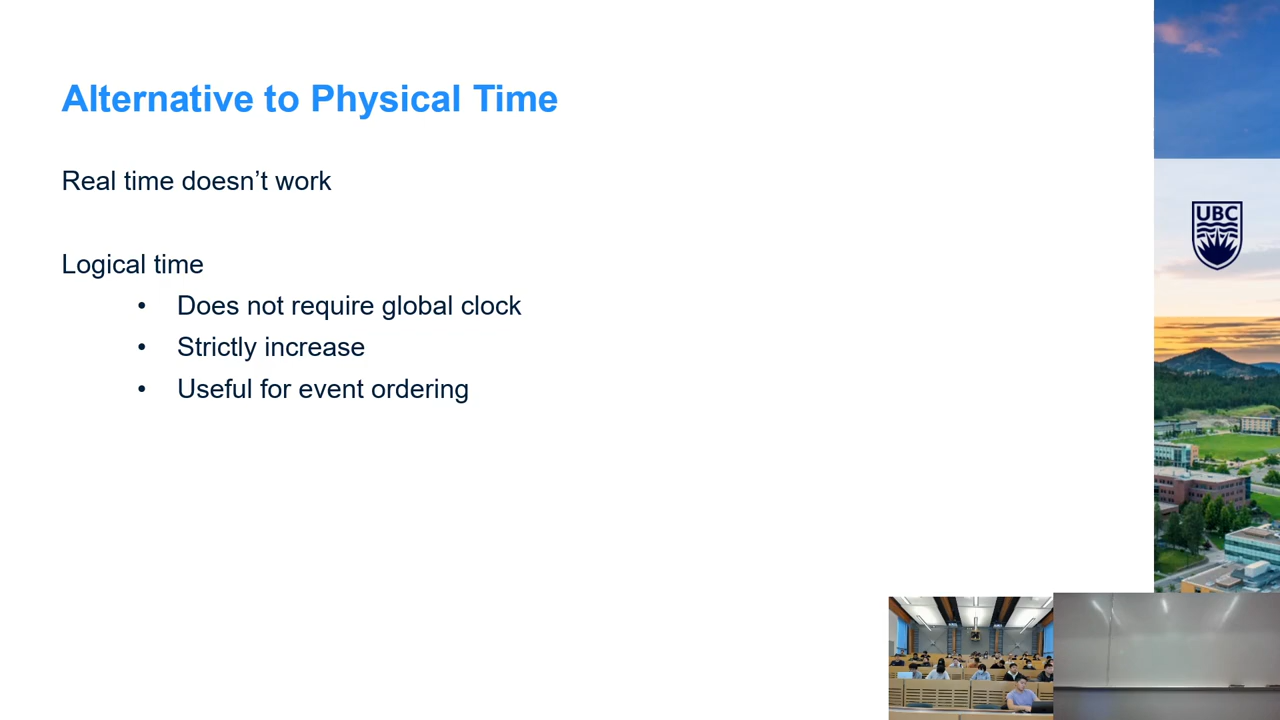 Alternative to Physical Time
Real time doesn’t work
Logical time
• Does not require global clock
• Strictly increase
• Useful for event ordering
UBC